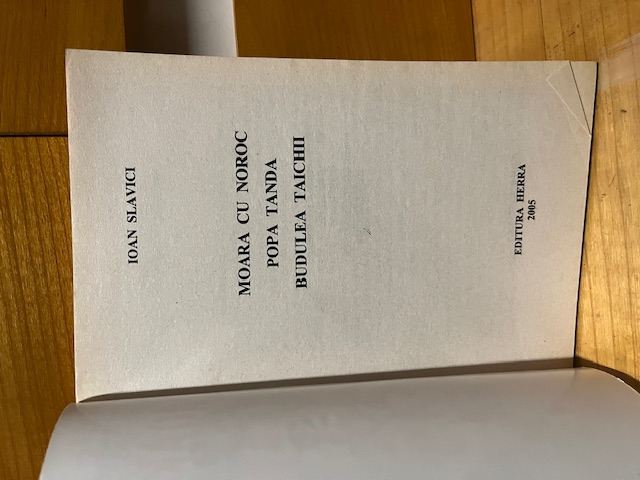 IOAN SLAVICI
MOARA CU NOROC
POPA TANDA
BUDULEA TAICHII
EDITURA HERRA
2005